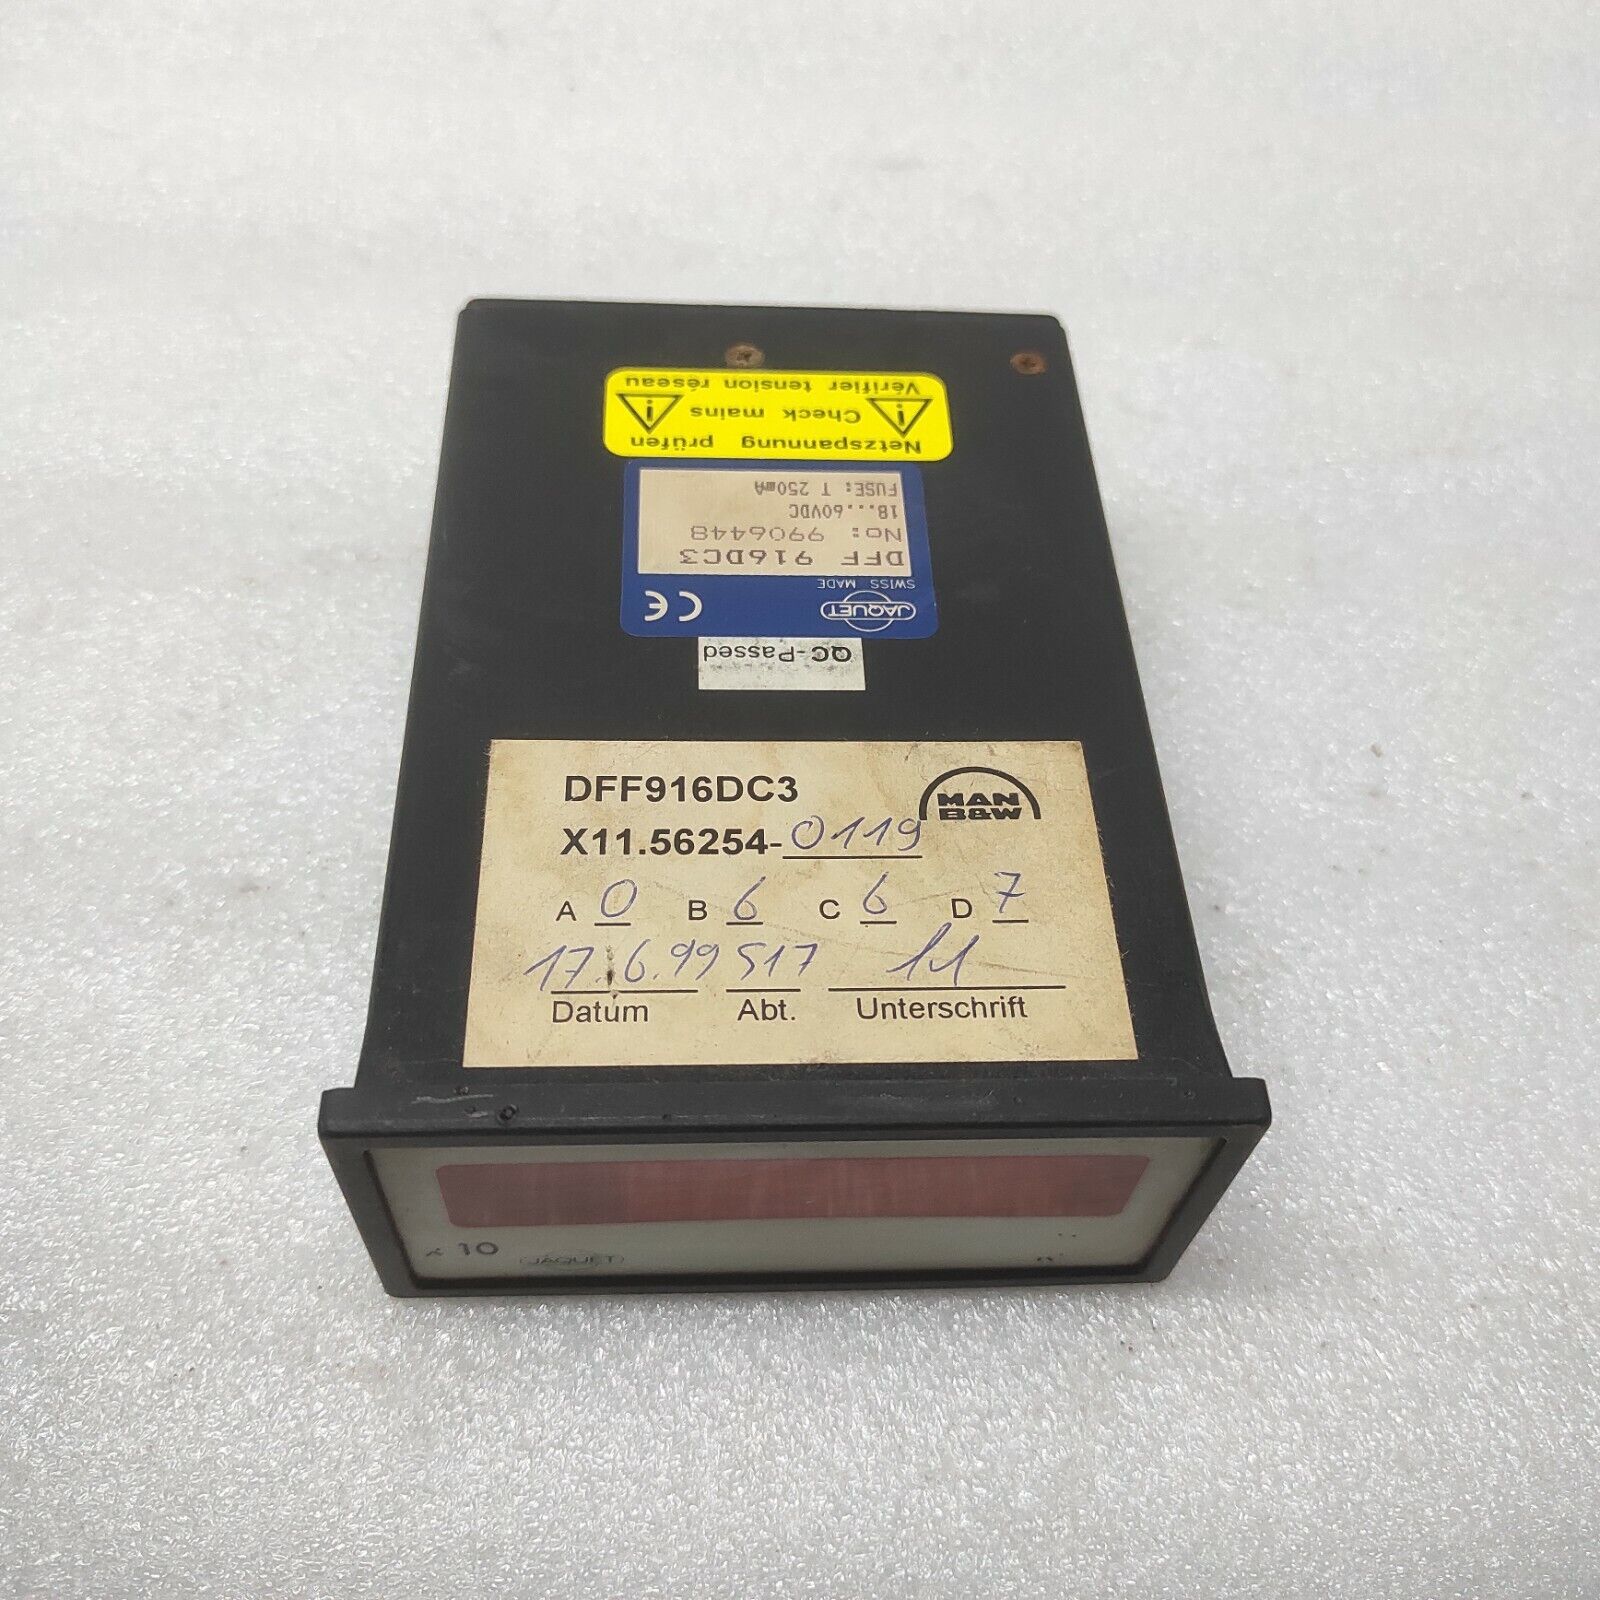 Netzspannung prüfen
Check mains
Vérifier tension réseau
JAQUET
SWISS MADE
CE
DFF 916DC3
No: 9906448
18...60VDC
FUSE: T 250mA
QC-Passed
DFF916DC3
MAN
B&W
X11.56254-0119
A 0 B 6 C 6 D 7
17.6.99 517
Datum Abt. Unterschrift
x 10
JAQUET